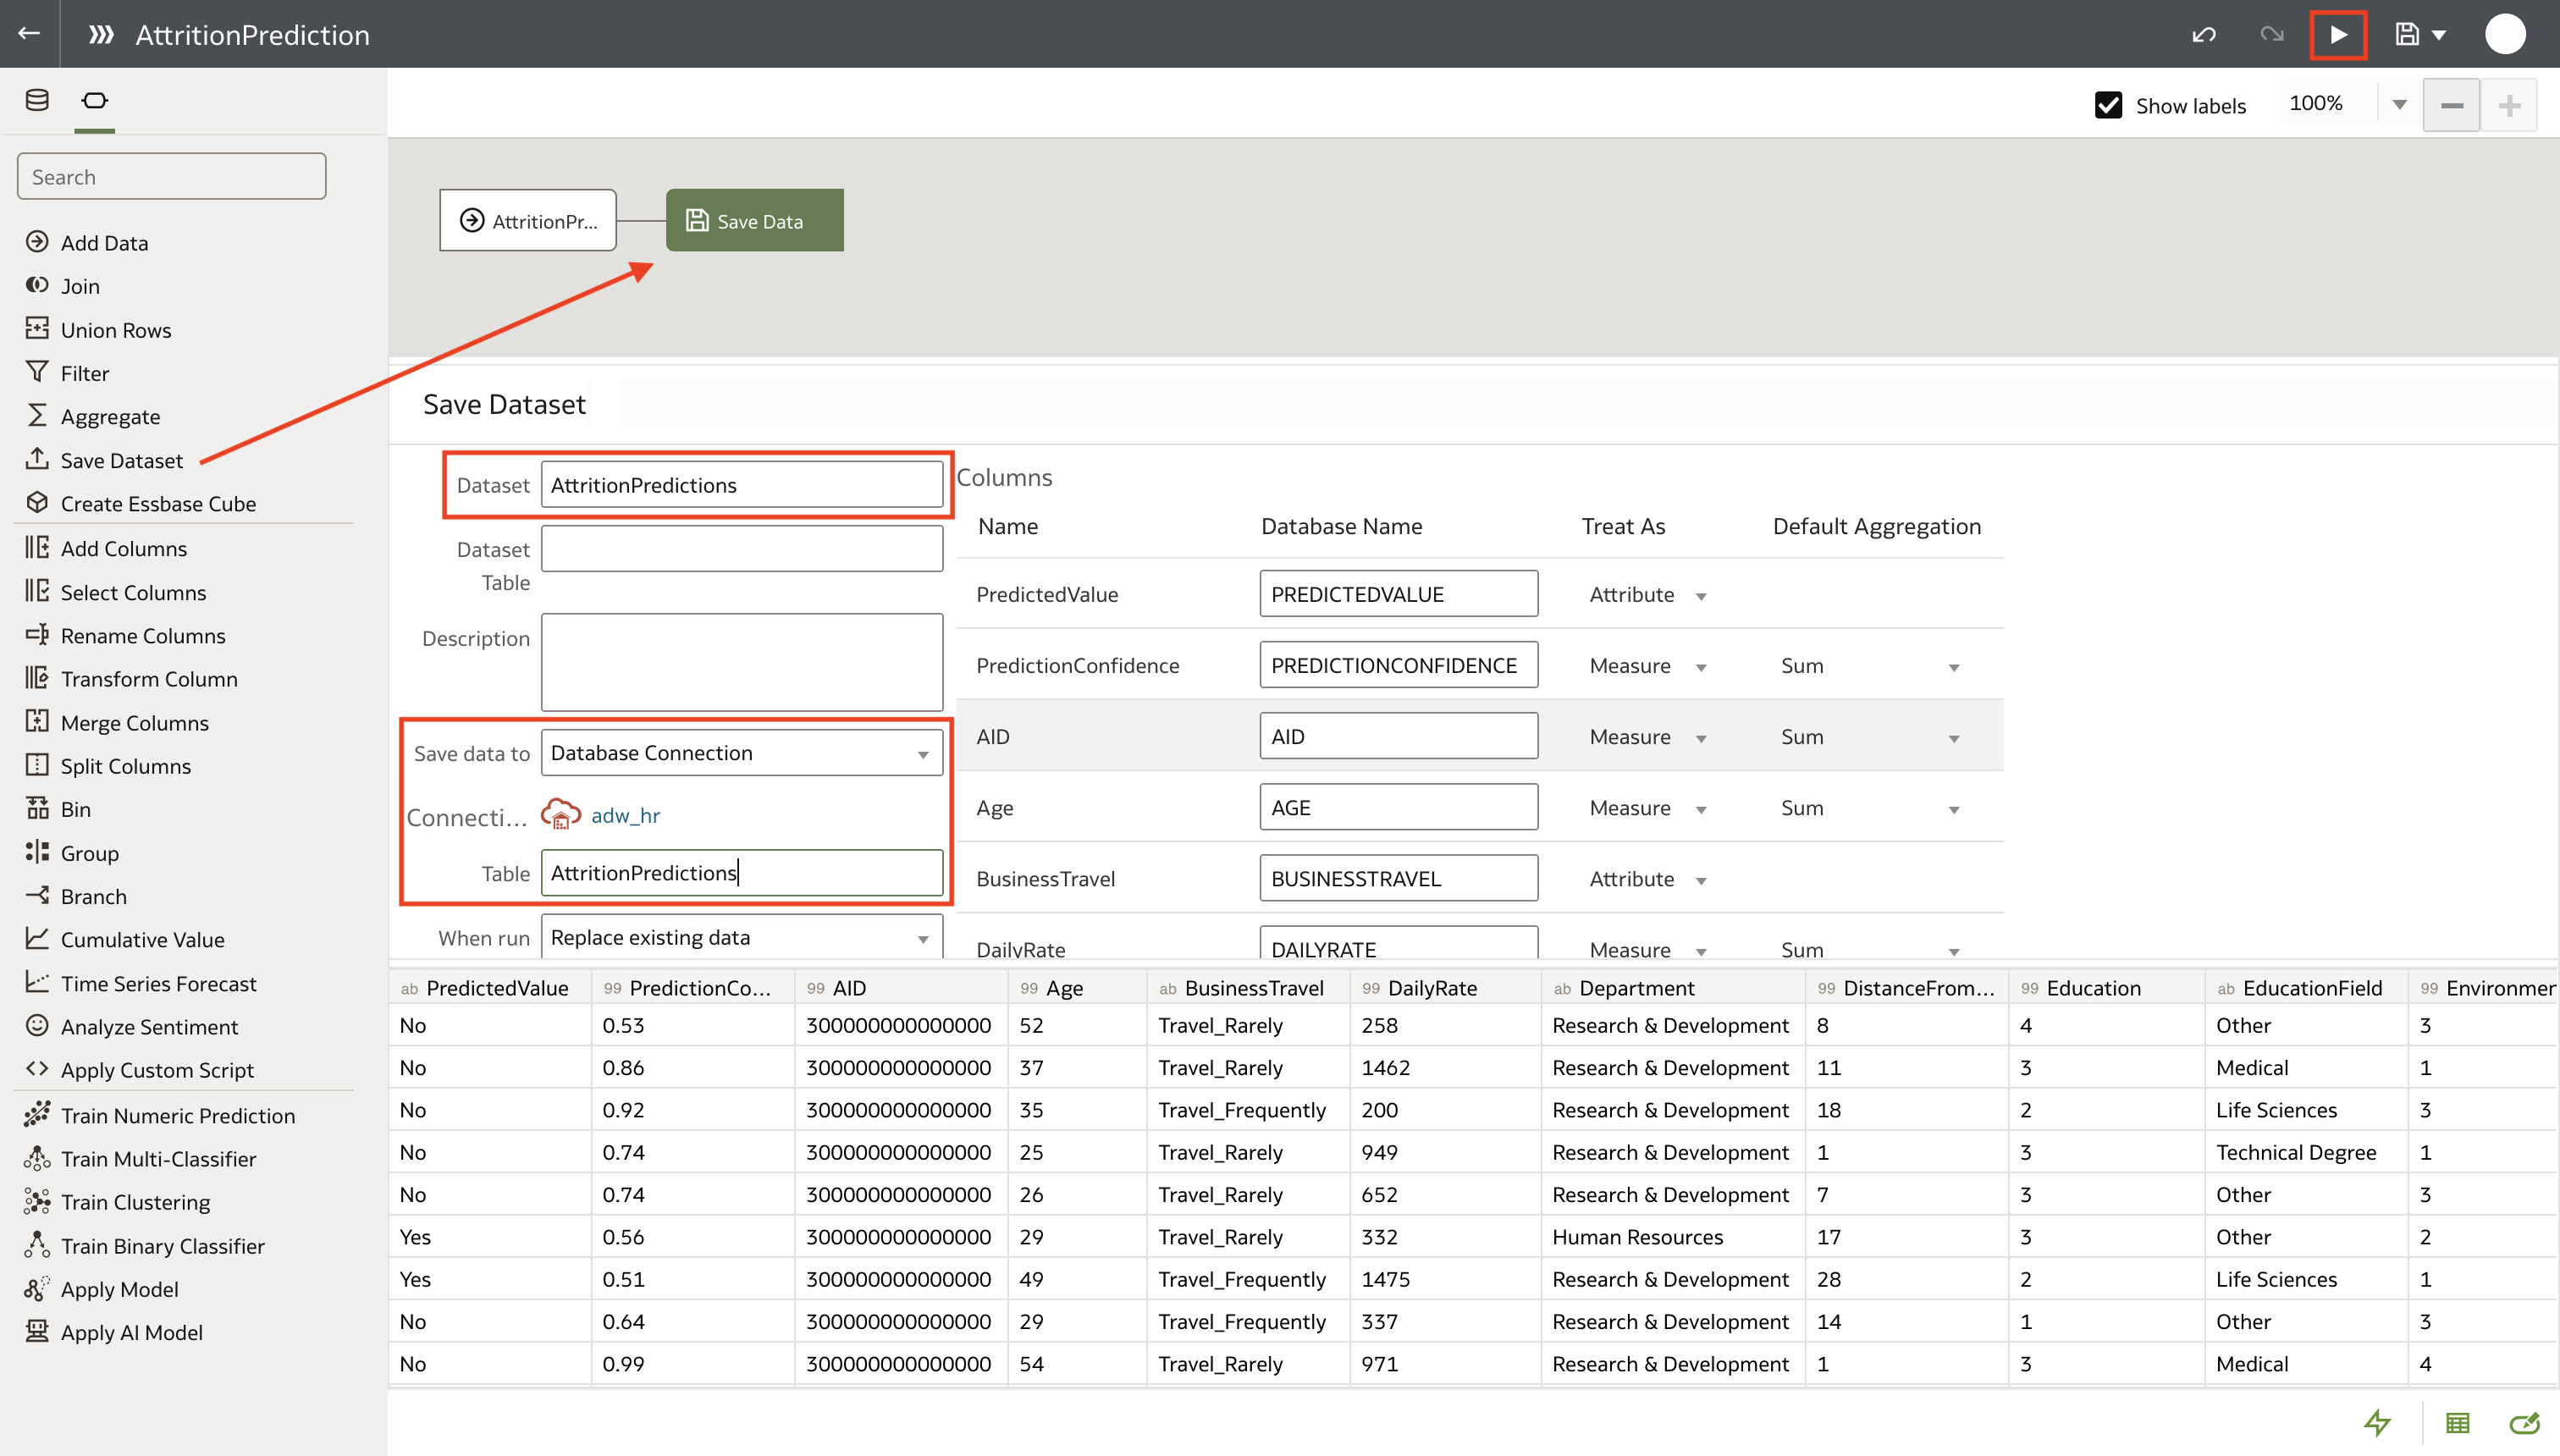 AttritionPrediction
Show labels
100%
Search
Add Data
Join
Union Rows
Filter
Aggregate
Save Dataset
Create Essbase Cube
Add Columns
Select Columns
Rename Columns
Transform Column
Merge Columns
Split Columns
Bin
Group
Branch
Cumulative Value
Time Series Forecast
Analyze Sentiment
Apply Custom Script
Train Numeric Prediction
Train Multi-Classifier
Train Clustering
Train Binary Classifier
Apply Model
Apply AI Model
AttritionPr...
Save Data
Save Dataset
Dataset AttritionPredictions
Dataset
Table
Description
Save data to Database Connection
Connecti... adw_hr
Table AttritionPredictions
When run Replace existing data
Columns
Name Database Name Treat As Default Aggregation
PredictedValue PREDICTEDVALUE Attribute
PredictionConfidence PREDICTIONCONFIDENCE Measure Sum
AID AID Measure Sum
Age AGE Measure Sum
BusinessTravel BUSINESSTRAVEL Attribute
DailyRate DAILYRATE Measure Sum
ab PredictedValue 99 PredictionCo... 99 AID 99 Age ab BusinessTravel 99 DailyRate ab Department 99 DistanceFrom... 99 Education ab EducationField 99 Environmer
No 0.53 300000000000000 52 Travel_Rarely 258 Research & Development 8 4 Other 3
No 0.86 300000000000000 37 Travel_Rarely 1462 Research & Development 11 3 Medical 1
No 0.92 300000000000000 35 Travel_Frequently 200 Research & Development 18 2 Life Sciences 3
No 0.74 300000000000000 25 Travel_Rarely 949 Research & Development 1 3 Technical Degree 1
No 0.74 300000000000000 26 Travel_Rarely 652 Research & Development 7 3 Other 3
Yes 0.56 300000000000000 29 Travel_Rarely 332 Human Resources 17 3 Other 2
Yes 0.51 300000000000000 49 Travel_Frequently 1475 Research & Development 28 2 Life Sciences 1
No 0.64 300000000000000 29 Travel_Frequently 337 Research & Development 14 1 Other 3
No 0.99 300000000000000 54 Travel_Rarely 971 Research & Development 1 3 Medical 4